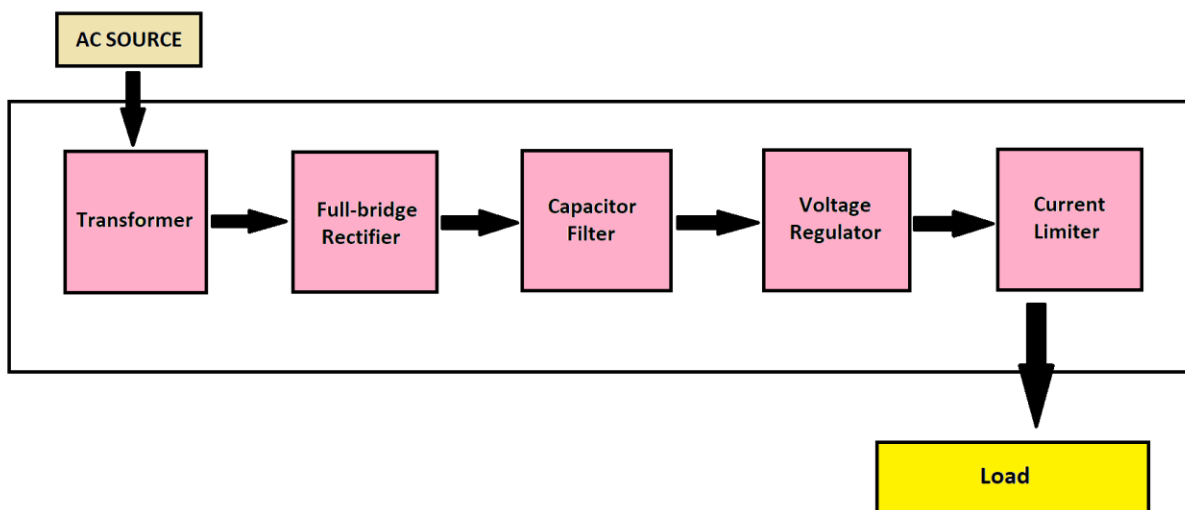 AC SOURCE
Transformer
Full-bridge
Rectifier
Capacitor
Filter
Voltage
Regulator
Current
Limiter
Load